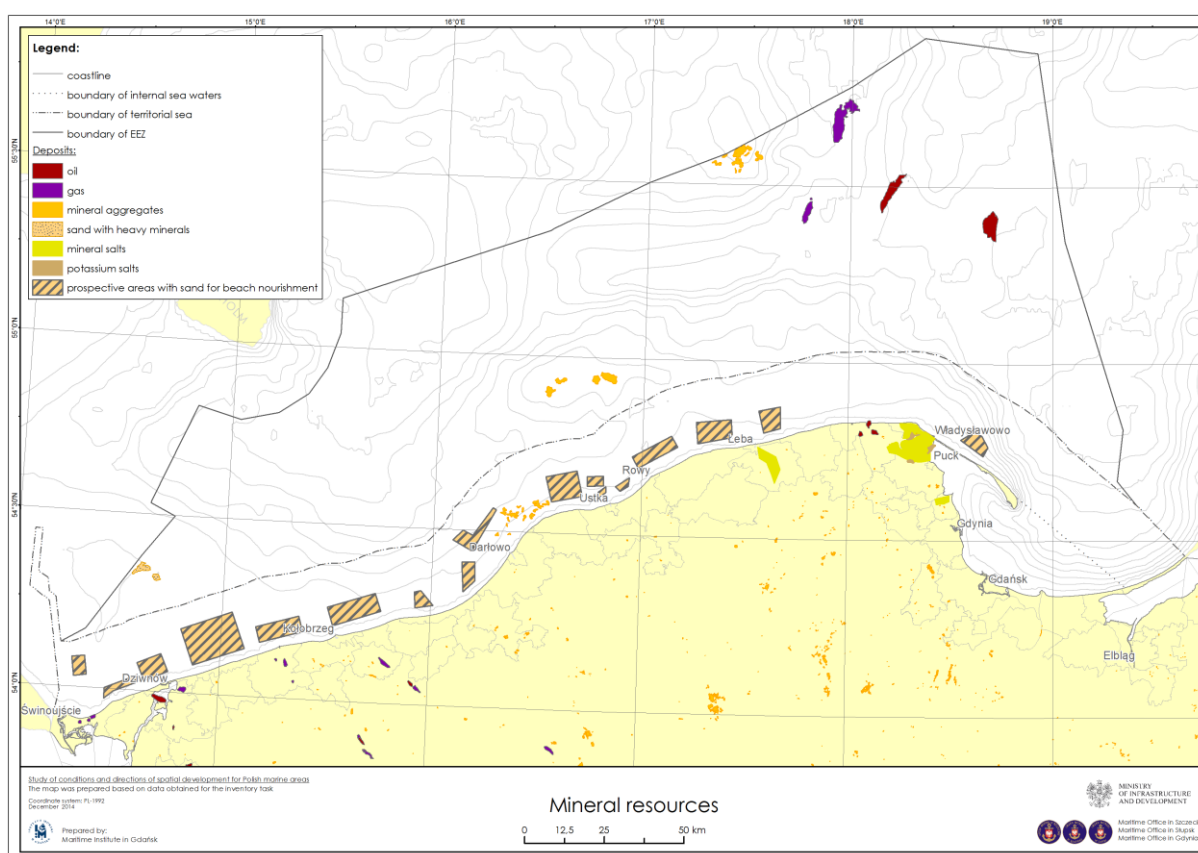 14°0'E 15°0'E 16°0'E 17°0'E 18°0'E 19°0'E
Legend:
coastline
boundary of internal sea waters
boundary of territorial sea
boundary of EEZ
Deposits:
oil
gas
mineral aggregates
sand with heavy minerals
mineral salts
potassium salts
prospective areas with sand for beach nourishment
55°30'N
55°0'N
54°30'N
54°0'N
Władysławowo
Łeba
Puck
Rowy
Ustka
Gdynia
Darłowo
Gdańsk
Kołobrzeg
Elbląg
Dziwnów
Świnoujście
Study of conditions and directions of spatial development for Polish marine areas
The map was prepared based on data obtained for the inventory task
Coordinate system: PL-1992
December 2014
Prepared by:
Maritime Institute in Gdańsk
Mineral resources
0 12,5 25 50 km
MINISTRY
OF INFRASTRUCTURE
AND DEVELOPMENT
Maritime Office in Szczeci
Maritime Office in Słupsk
Maritime Office in Gdynia